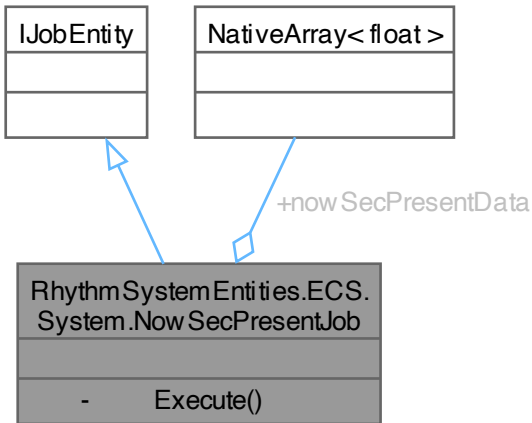 IJobEntity
NativeArray< float >
+nowSecPresentData
RhythmSystemEntities.ECS.
System.NowSecPresentJob
- Execute()